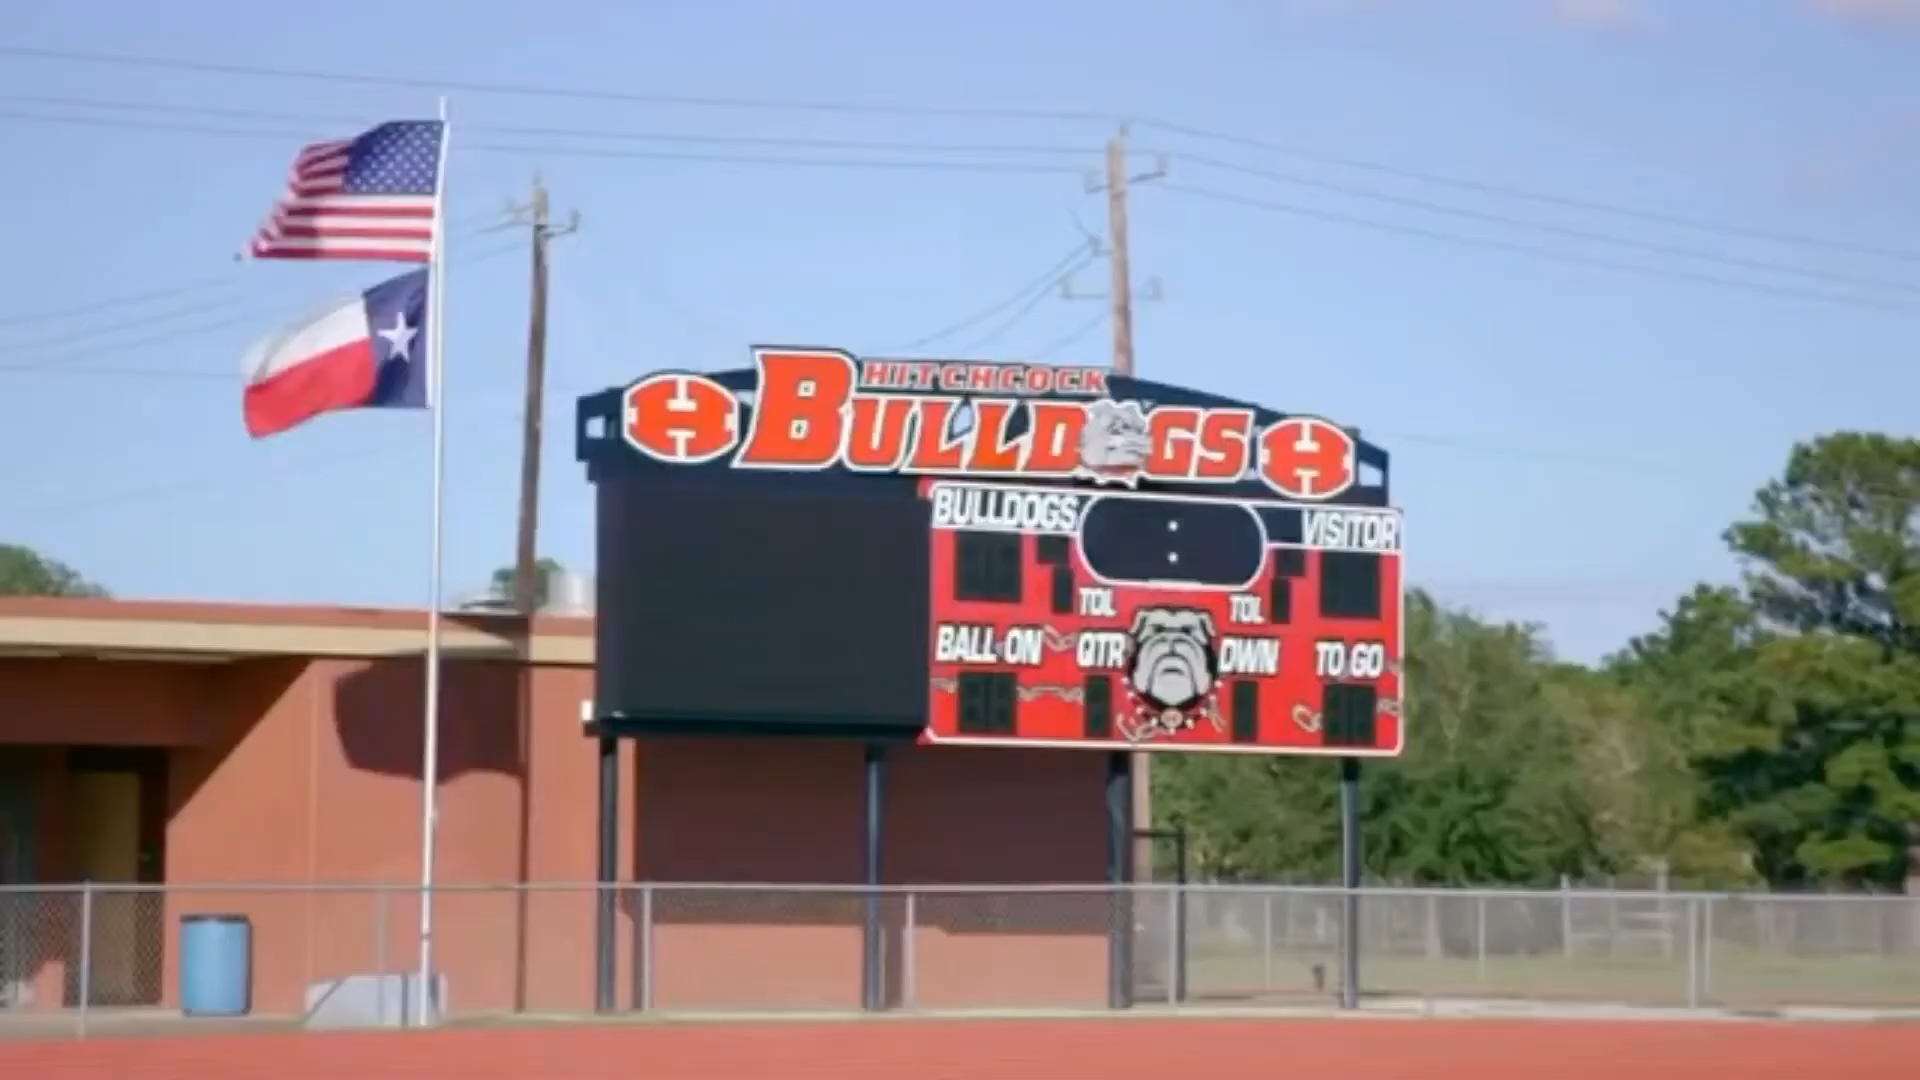 HITCHCOCK
BULLDOGS
H H
BULLDOGS VISITOR
TOL TOL
BALL ON QTR DWN TO GO